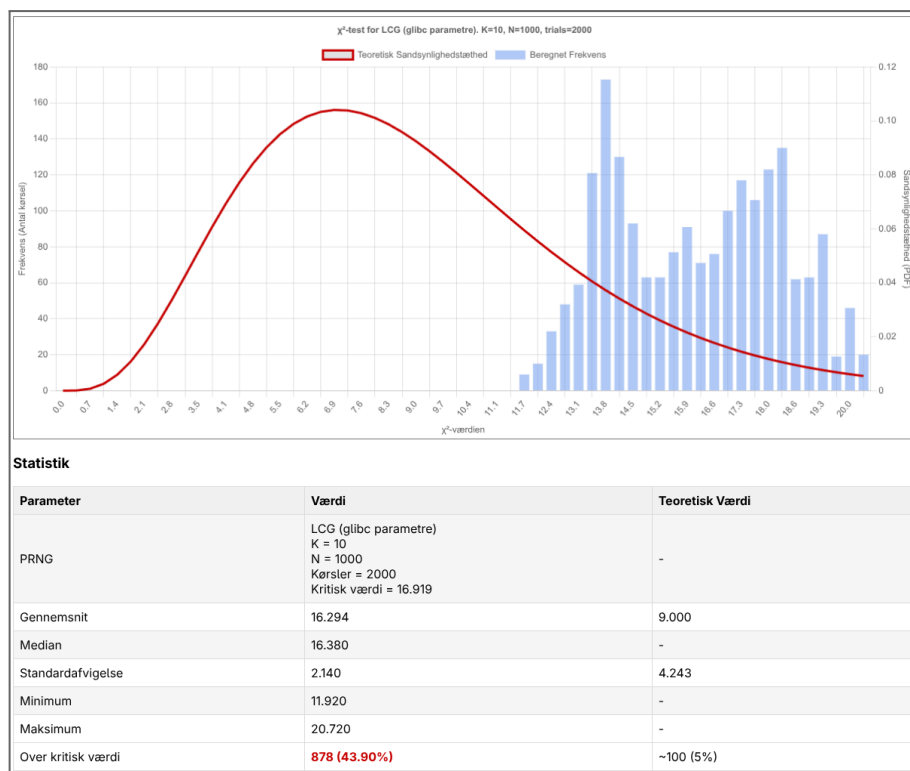 χ²-test for LCG (glibc parametre). K=10, N=1000, trials=2000
Teoretisk Sandsynlighedstæthed Beregnet Frekvens
180
160
140
120
100
80
60
40
20
0
Frekvens (Antal kørsel)
0.12
0.10
0.08
0.06
0.04
0.02
0
Sandsynlighedstæthed (PDF)
0.0 0.7 1.4 2.1 2.8 3.5 4.1 4.8 5.5 6.2 6.9 7.6 8.3 9.0 9.7 10.4 11.1 11.7 12.4 13.1 13.8 14.5 15.2 15.9 16.6 17.3 18.0 18.6 19.3 20.0
χ²-værdien
Statistik
Parameter Værdi Teoretisk Værdi
PRNG
LCG (glibc parametre)
K = 10
N = 1000
Kørsler = 2000
Kritisk værdi = 16.919
-
Gennemsnit 16.294 9.000
Median 16.380 -
Standardafvigelse 2.140 4.243
Minimum 11.920 -
Maksimum 20.720 -
Over kritisk værdi 878 (43.90%) ~100 (5%)